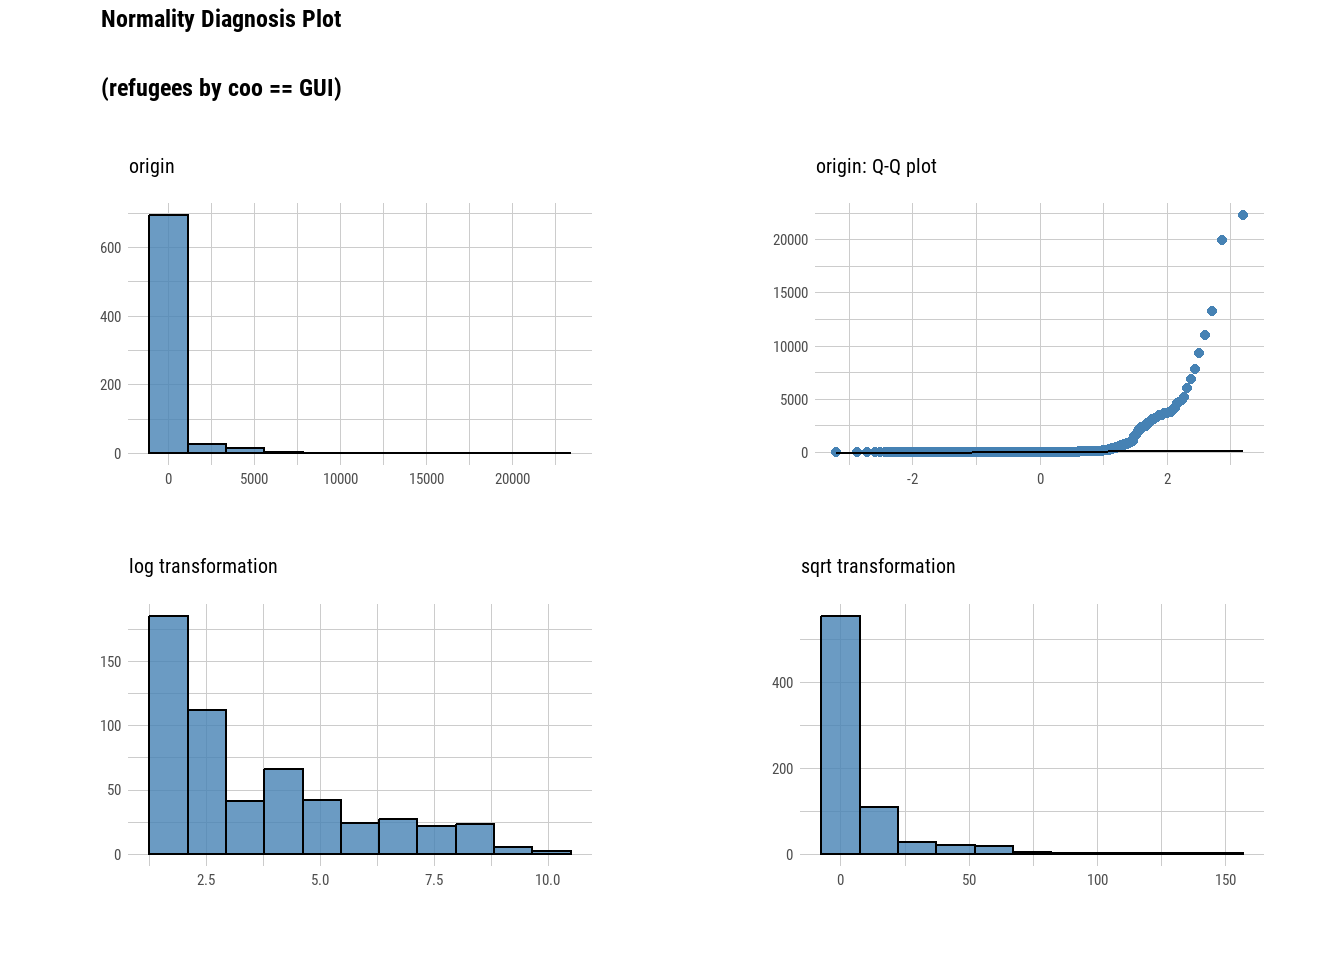 Normality Diagnosis Plot
(refugees by coo == GUI)
origin
600
400
200
0
0 5000 10000 15000 20000
origin: Q-Q plot
20000
15000
10000
5000
0
-2 0 2
log transformation
150
100
50
0
2.5 5.0 7.5 10.0
sqrt transformation
400
200
0
0 50 100 150